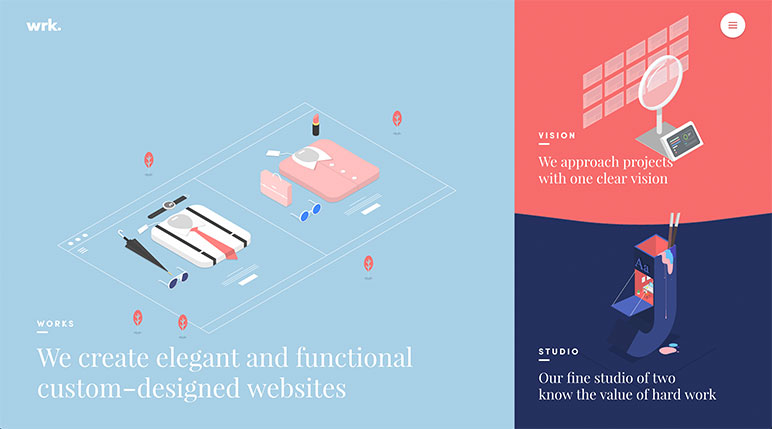 wrk.
WORKS
We create elegant and functional
custom–designed websites
VISION
We approach projects
with one clear vision
Aa
STUDIO
Our fine studio of two
know the value of hard work